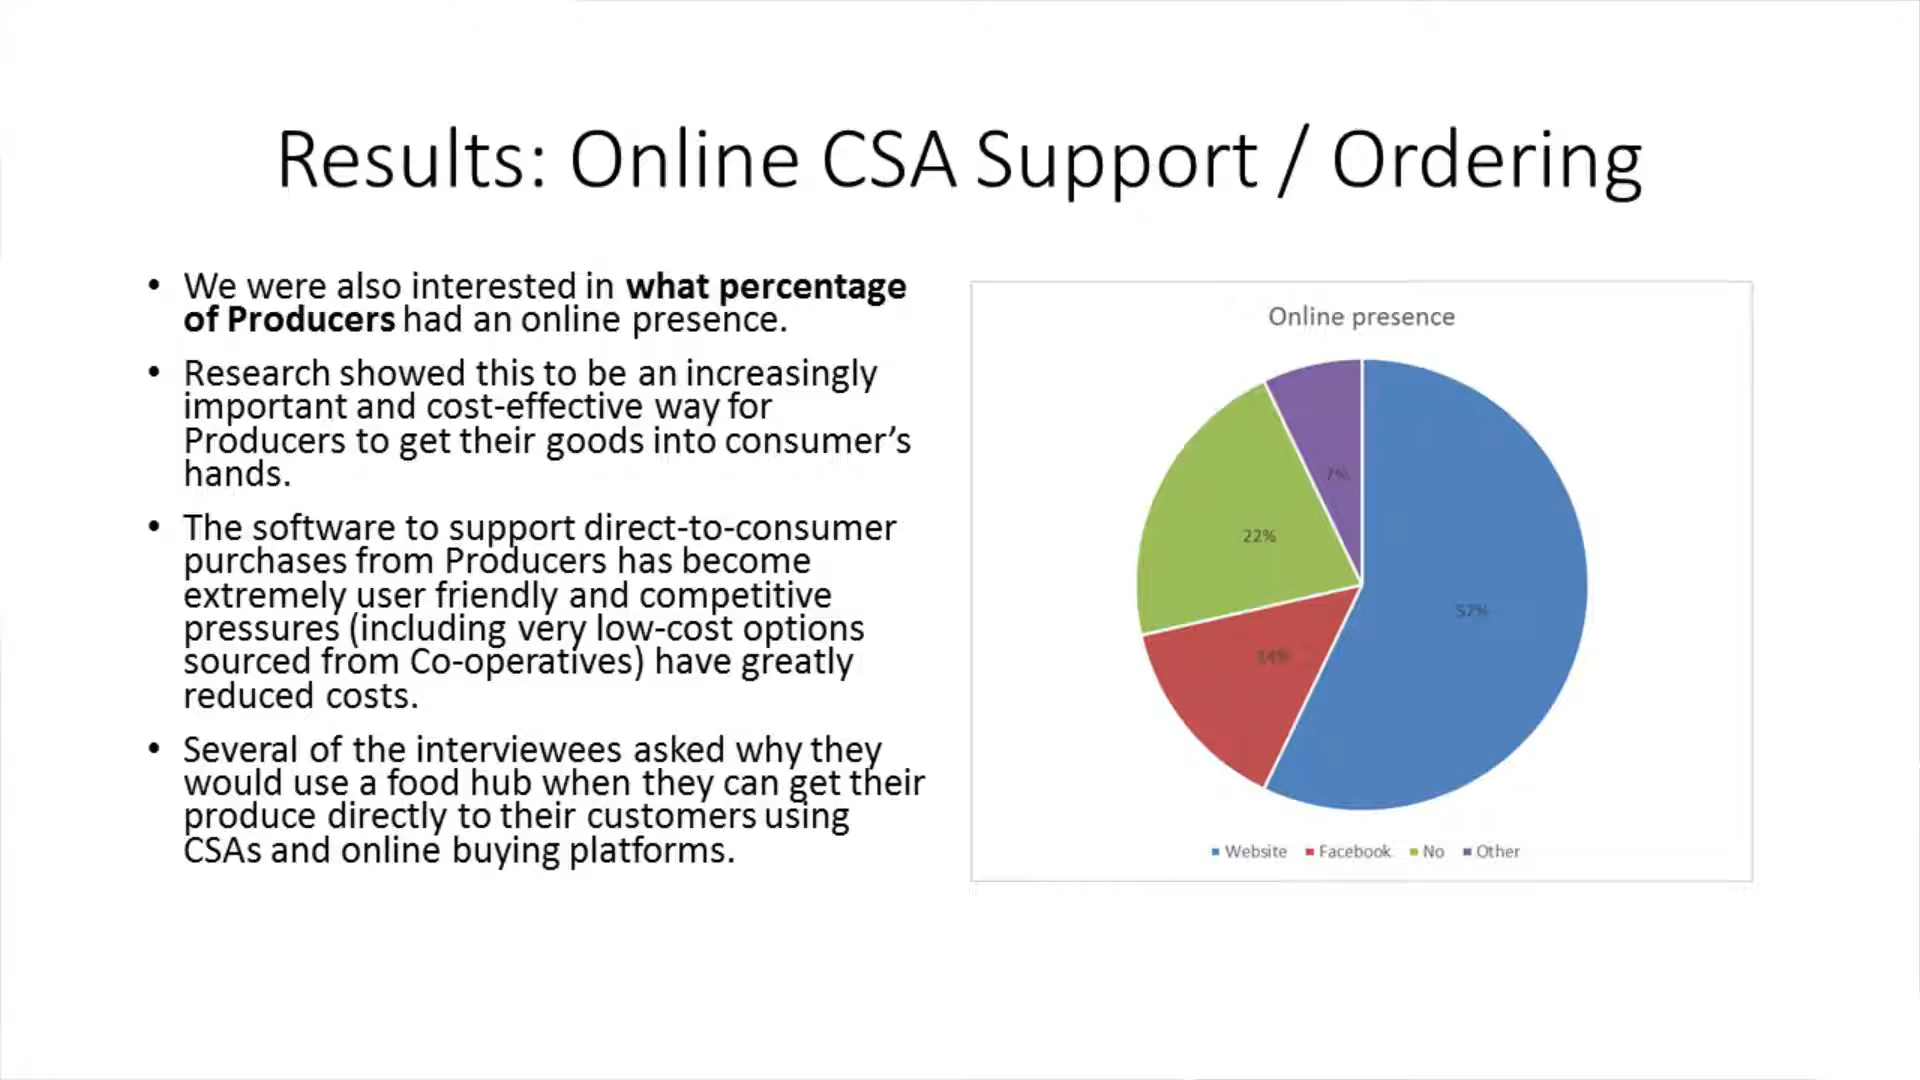 Results: Online CSA Support / Ordering
• We were also interested in what percentage
of Producers had an online presence.
• Research showed this to be an increasingly
important and cost-effective way for
Producers to get their goods into consumer’s
hands.
• The software to support direct-to-consumer
purchases from Producers has become
extremely user friendly and competitive
pressures (including very low-cost options
sourced from Co-operatives) have greatly
reduced costs.
• Several of the interviewees asked why they
would use a food hub when they can get their
produce directly to their customers using
CSAs and online buying platforms.
Online presence
7%
22%
57%
14%
Website Facebook No Other